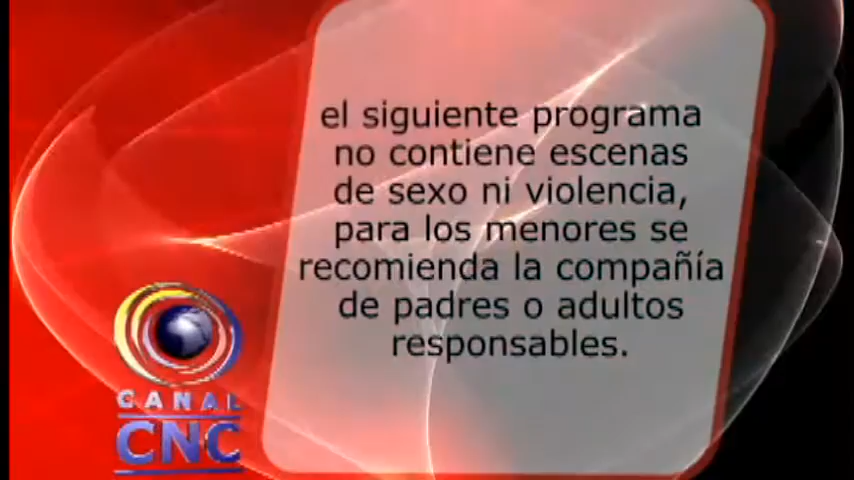 el siguiente programa
no contiene escenas
de sexo ni violencia,
para los menores se
recomienda la compañía
de padres o adultos
responsables.
CANAL
CNC